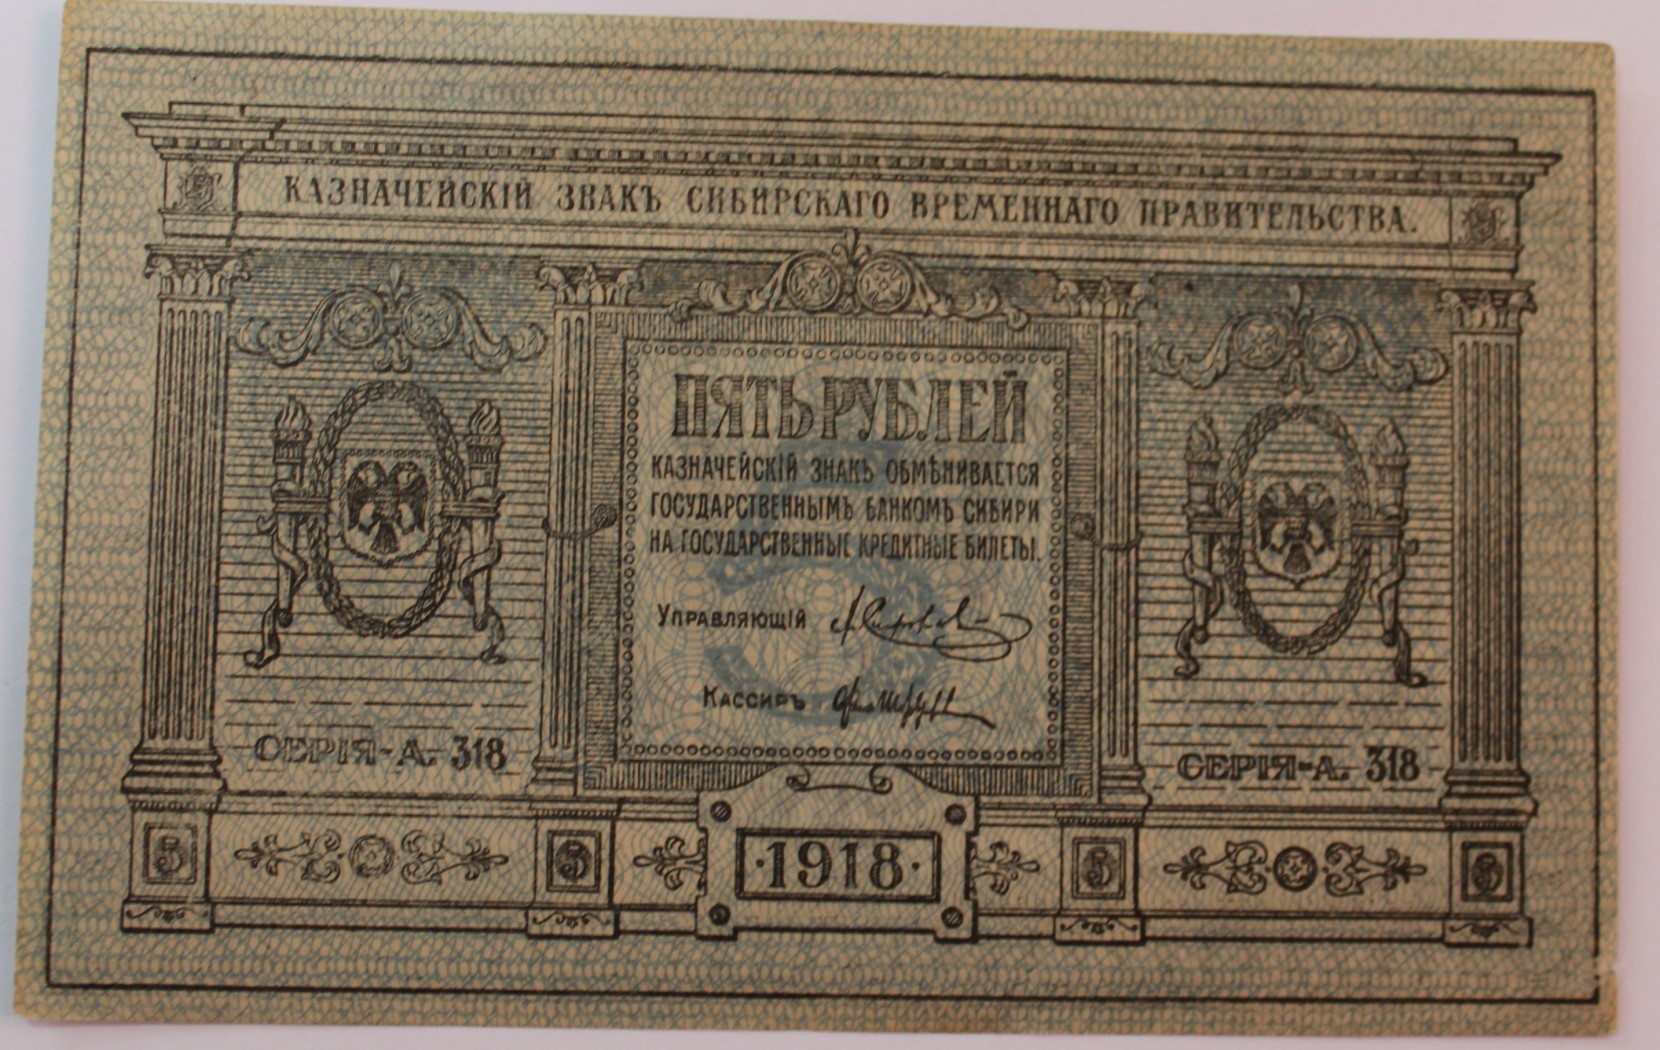 КАЗНАЧЕЙСКІЙ ЗНАКЪ СИБИРСКАГО ВРЕМЕННАГО ПРАВИТЕЛЬСТВА.
ПЯТЬ РУБЛЕЙ
КАЗНАЧЕЙСКІЙ ЗНАКЪ ОБМѢНИВАЕТСЯ
ГОСУДАРСТВЕННЫМЪ БАНКОМЪ СИБИРИ
НА ГОСУДАРСТВЕННЫЕ КРЕДИТНЫЕ БИЛЕТЫ.
УПРАВЛЯЮЩІЙ
КАССИРЪ
СЕРІЯ-А. 318
СЕРІЯ-А. 318
5
5
·1918·
5
5
5